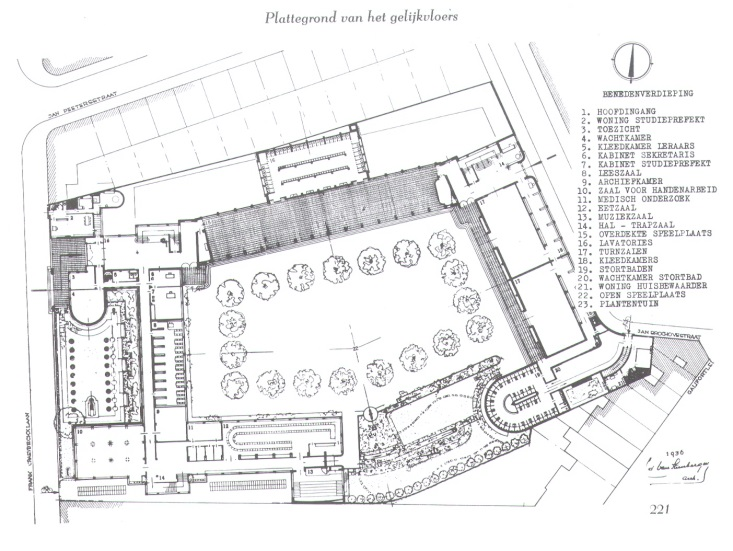 Plattegrond van het gelijkvloers
BENEDENVERDIEPING
1. HOOFDINGANG
2. WONING STUDIEPREFEKT
3. TOEZICHT
4. WACHTKAMER
5. KLEEDKAMER LERAARS
6. KABINET SEKRETARIS
7. KABINET STUDIEPREFEKT
8. LEESZAAL
9. ARCHIEFKAMER
10. ZAAL VOOR HANDENARBEID
11. MEDISCH ONDERZOEK
12. EETZAAL
13. MUZIEKZAAL
14. HAL - TRAPZAAL
15. OVERDEKTE SPEELPLAATS
16. LAVATORIES
17. TURNZALEN
18. KLEEDKAMERS
19. STORTBADEN
20. WACHTKAMER STORTBAD
21. WONING HUISBEWAARDER
22. OPEN SPEELPLAATS
23. PLANTENTUIN
JAN PEETERSSTRAAT
1936
Arch.
221